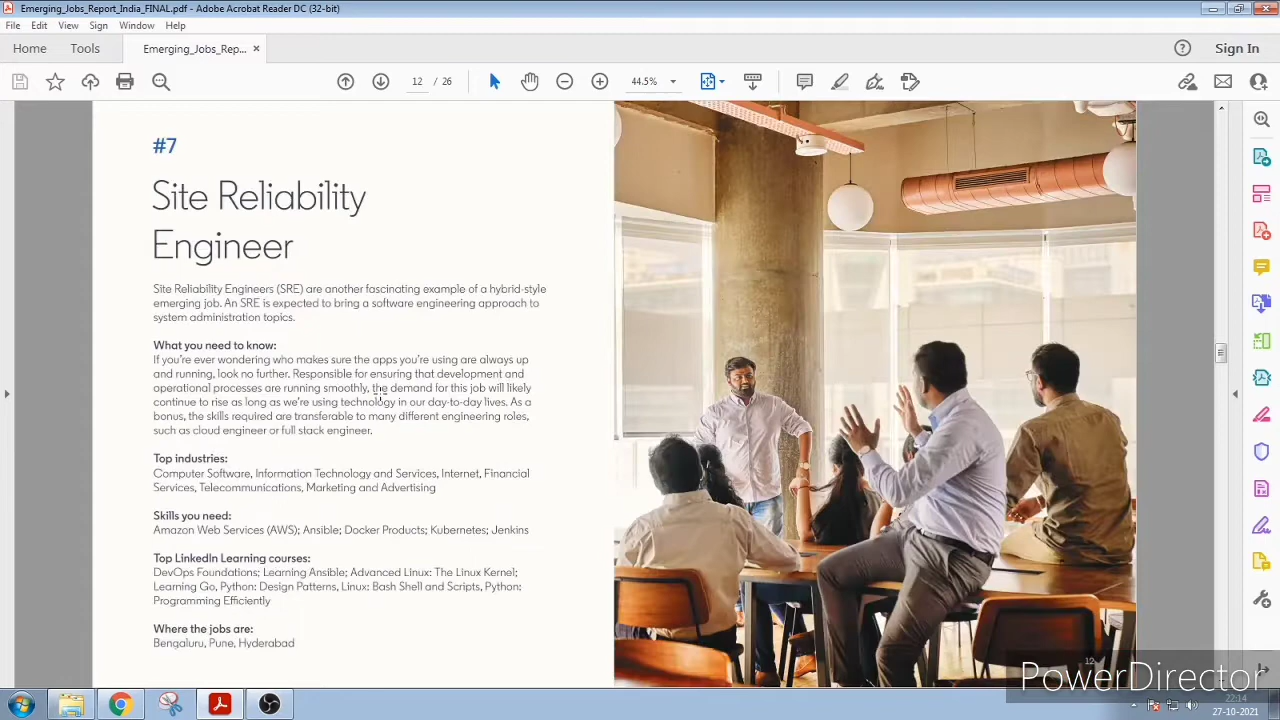 Emerging_Jobs_Report_India_FINAL.pdf - Adobe Acrobat Reader DC (32-bit)
File Edit View Sign Window Help
Home Tools Emerging_Jobs_Rep... Sign In
12 / 26 44.5%
#7
Site Reliability
Engineer
Site Reliability Engineers (SRE) are another fascinating example of a hybrid-style
emerging job. An SRE is expected to bring a software engineering approach to
system administration topics.
What you need to know:
If you're ever wondering who makes sure the apps you're using are always up
and running, look no further. Responsible for ensuring that development and
operational processes are running smoothly, the demand for this job will likely
continue to rise as long as we're using technology in our day-to-day lives. As a
bonus, the skills required are transferable to many different engineering roles,
such as cloud engineer or full stack engineer.
Top industries:
Computer Software, Information Technology and Services, Internet, Financial
Services, Telecommunications, Marketing and Advertising
Skills you need:
Amazon Web Services (AWS); Ansible; Docker Products; Kubernetes; Jenkins
Top LinkedIn Learning courses:
DevOps Foundations; Learning Ansible; Advanced Linux: The Linux Kernel;
Learning Go, Python: Design Patterns, Linux: Bash Shell and Scripts, Python:
Programming Efficiently
Where the jobs are:
Bengaluru, Pune, Hyderabad
12
PowerDirector
22:14
27-10-2021